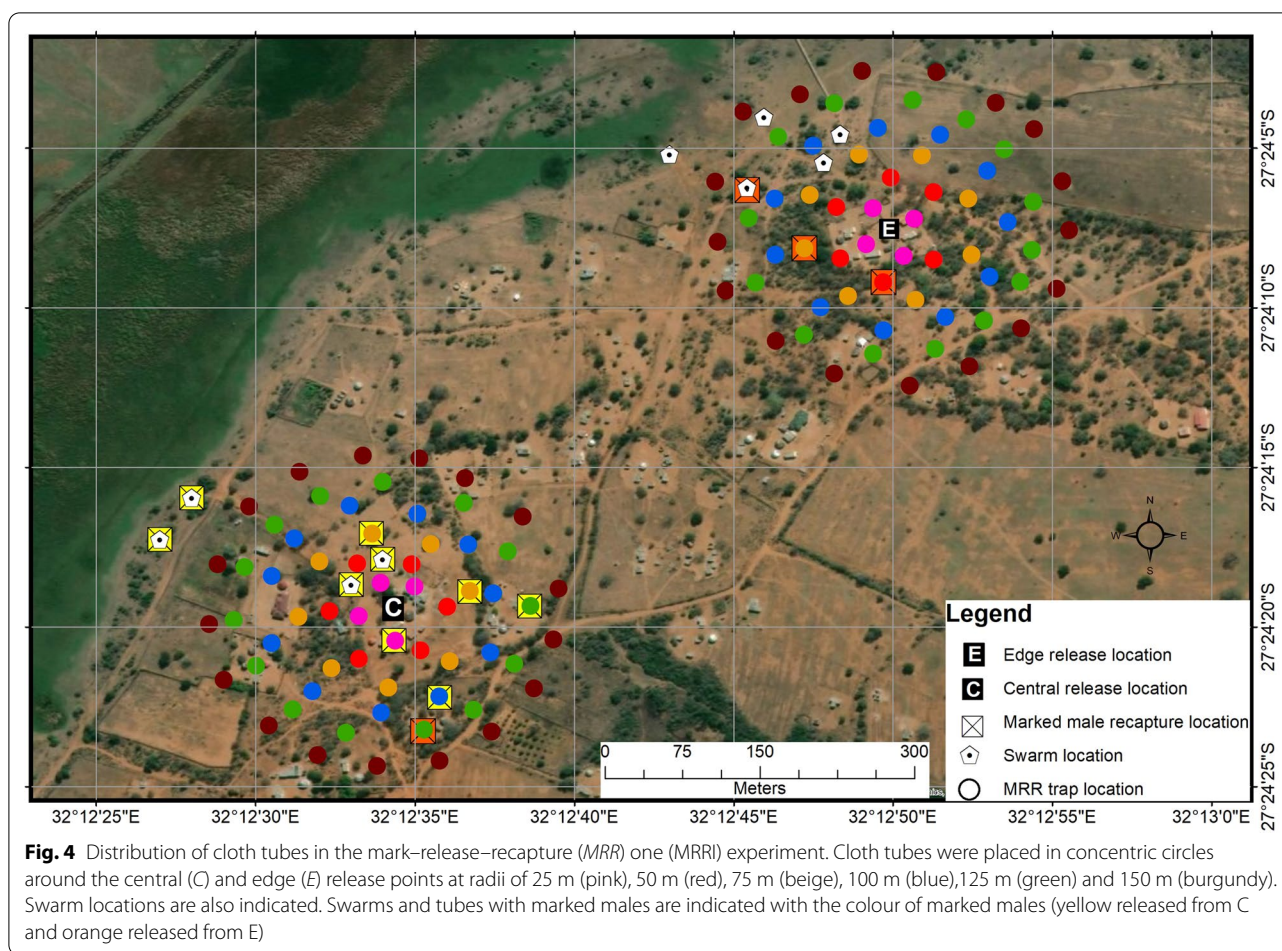 E
C
27°24'5"S
27°24'10"S
27°24'15"S
27°24'20"S
27°24'25"S
N
W E
S
Legend
E Edge release location
C Central release location
Marked male recapture location
Swarm location
MRR trap location
0 75 150 300
Meters
32°12'25"E 32°12'30"E 32°12'35"E 32°12'40"E 32°12'45"E 32°12'50"E 32°12'55"E 32°13'0"E
Fig. 4 Distribution of cloth tubes in the mark–release–recapture (MRR) one (MRRI) experiment. Cloth tubes were placed in concentric circles
around the central (C) and edge (E) release points at radii of 25 m (pink), 50 m (red), 75 m (beige), 100 m (blue),125 m (green) and 150 m (burgundy).
Swarm locations are also indicated. Swarms and tubes with marked males are indicated with the colour of marked males (yellow released from C
and orange released from E)